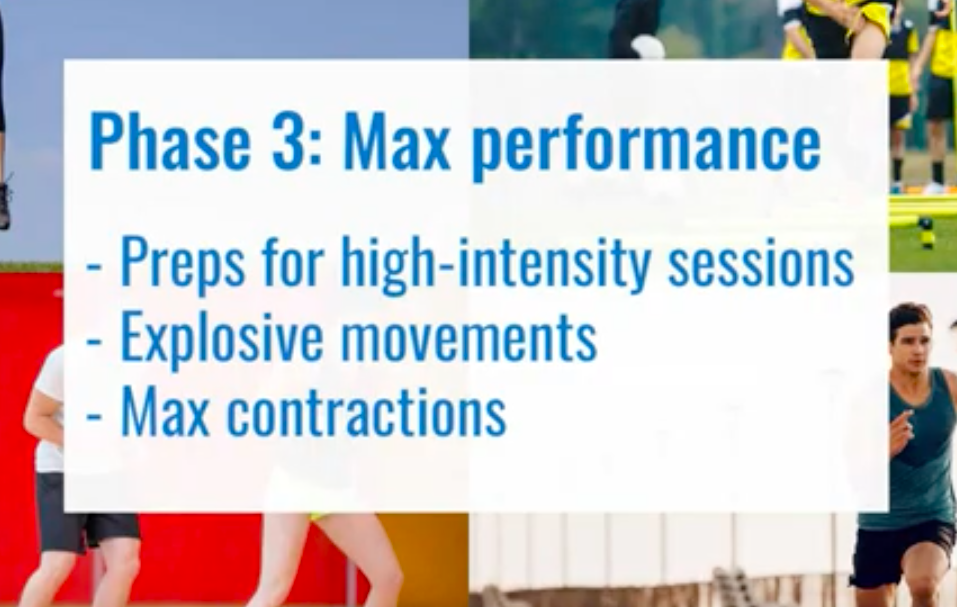 Phase 3: Max performance
- Preps for high-intensity sessions
- Explosive movements
- Max contractions